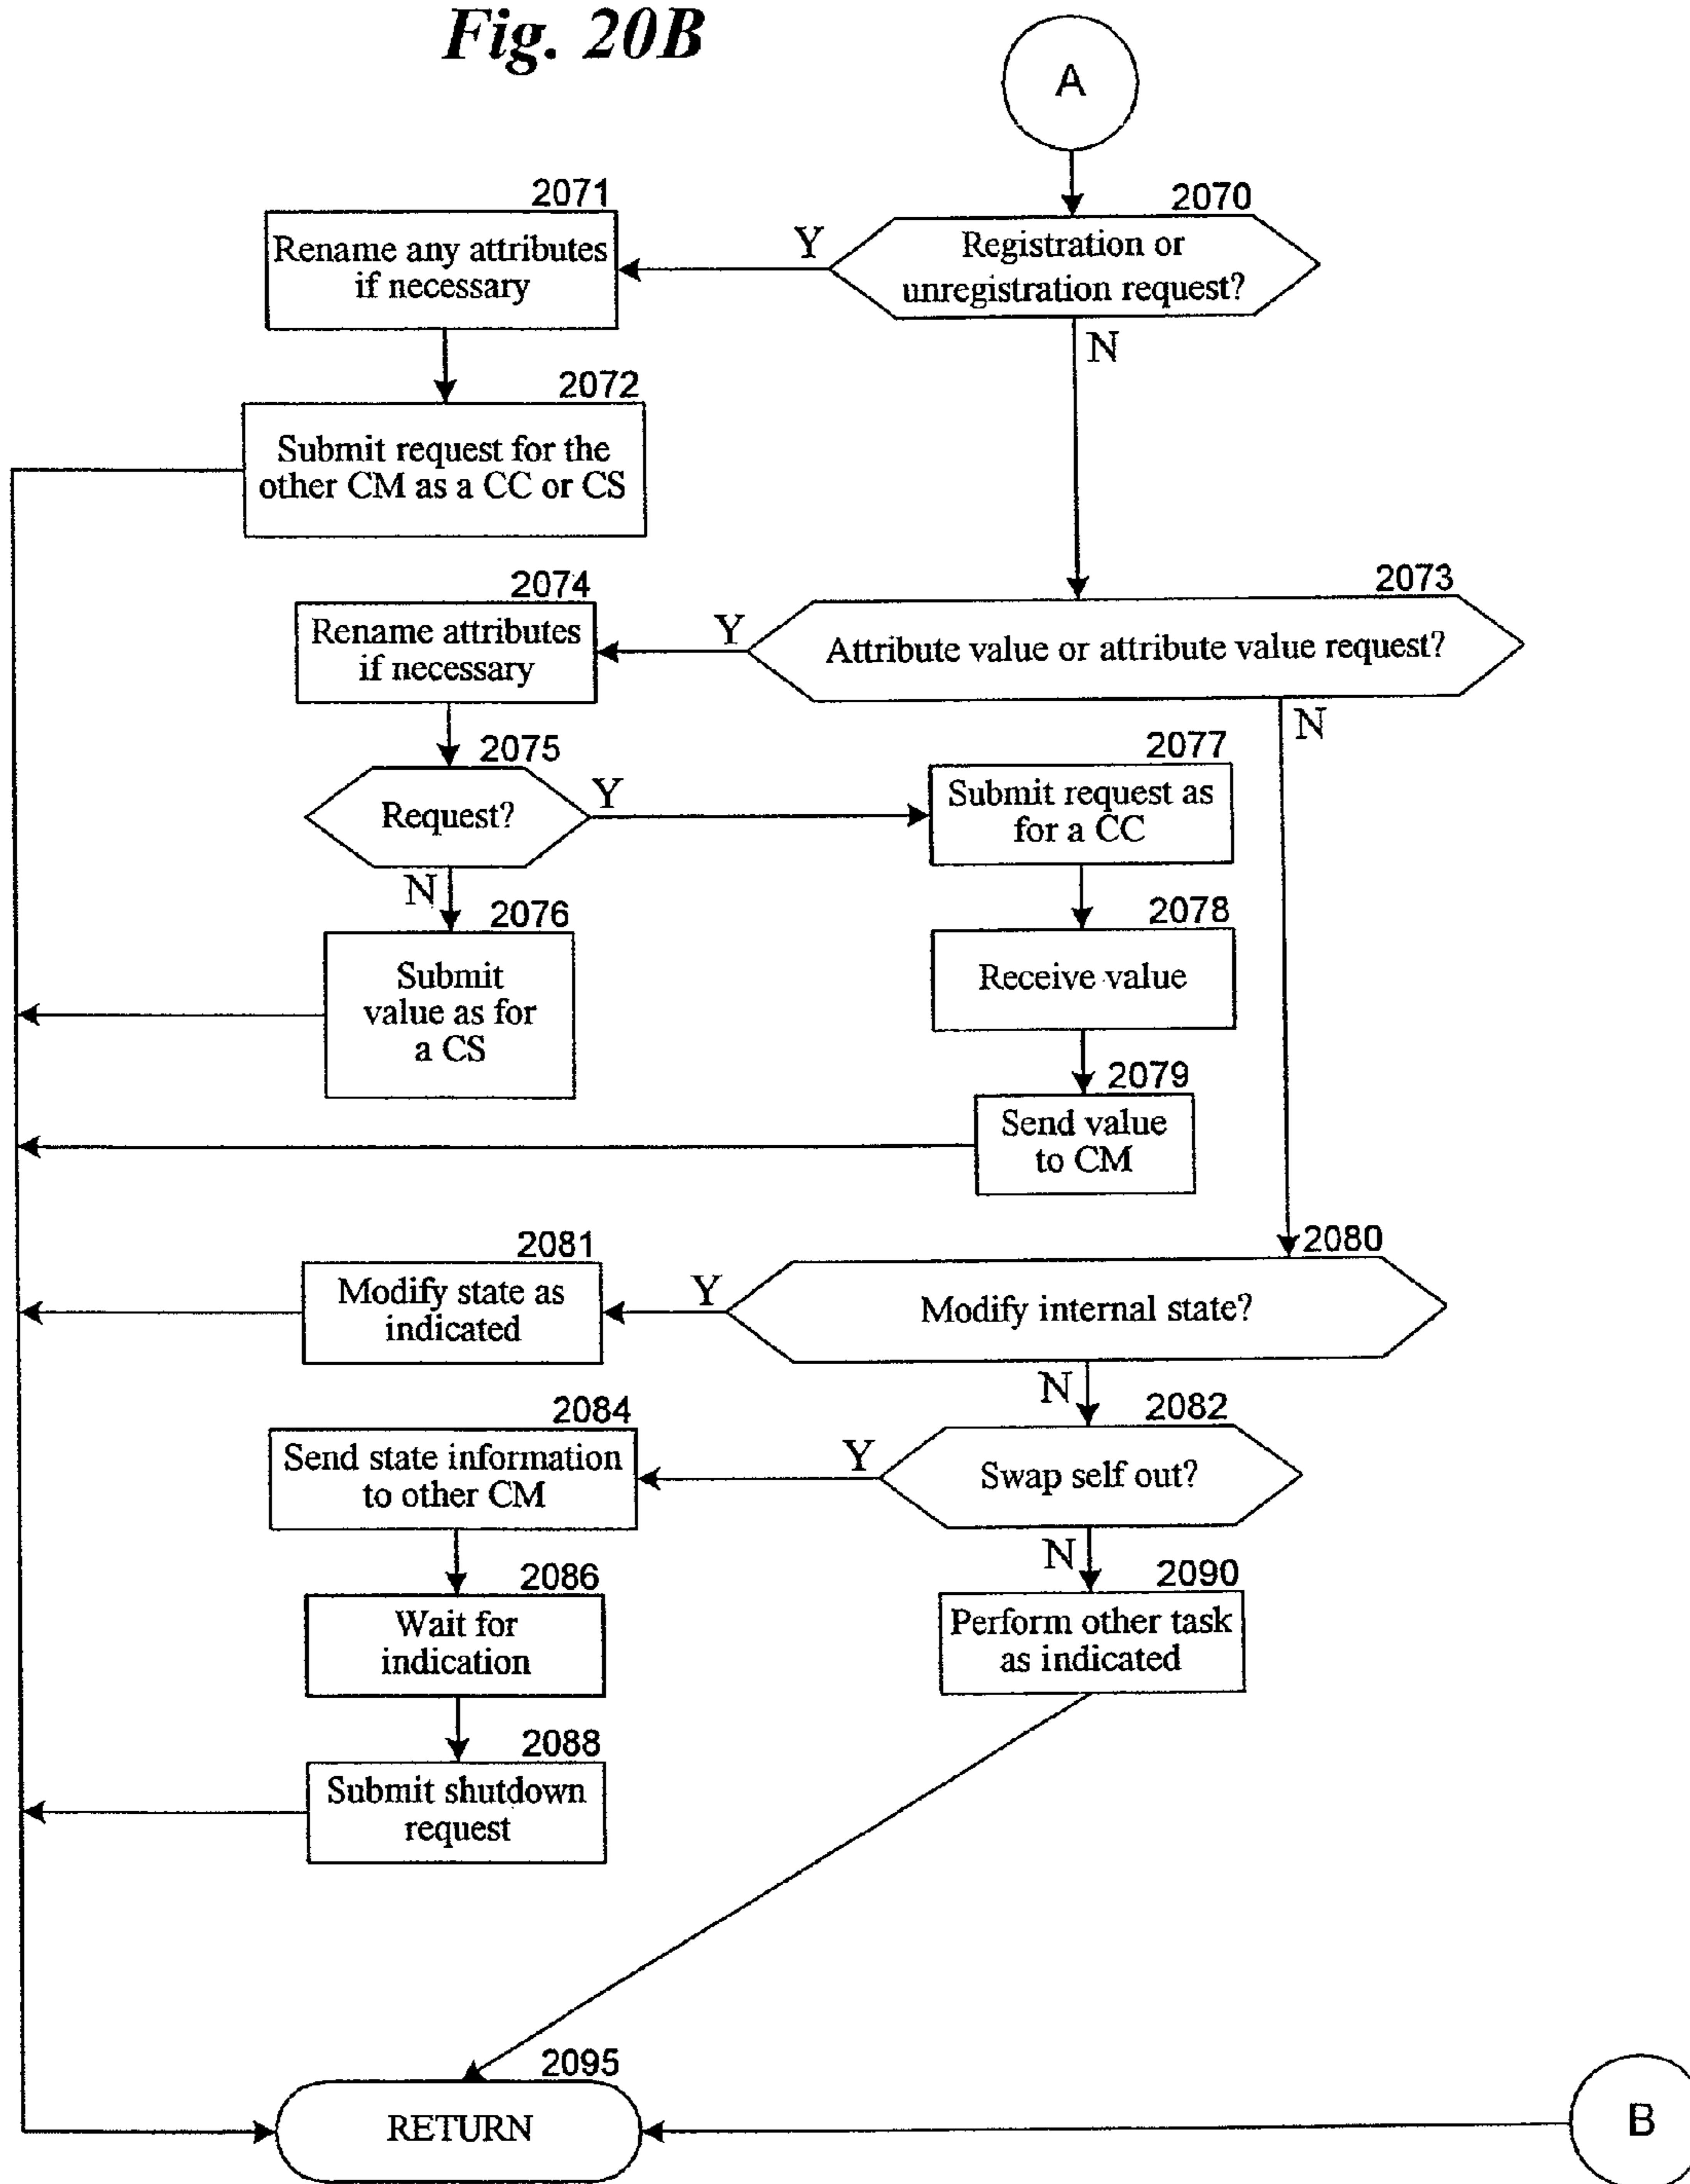 Fig. 20B
A
2070
Registration or
unregistration request?
Y
N
2071
Rename any attributes
if necessary
2072
Submit request for the
other CM as a CC or CS
2073
Attribute value or attribute value request?
Y
N
2074
Rename attributes
if necessary
2075
Request?
Y
N
2077
Submit request as
for a CC
2076
Submit
value as for
a CS
2078
Receive value
2079
Send value
to CM
2080
Modify internal state?
Y
N
2081
Modify state as
indicated
2082
Swap self out?
Y
N
2084
Send state information
to other CM
2086
Wait for
indication
2088
Submit shutdown
request
2090
Perform other task
as indicated
2095
RETURN
B